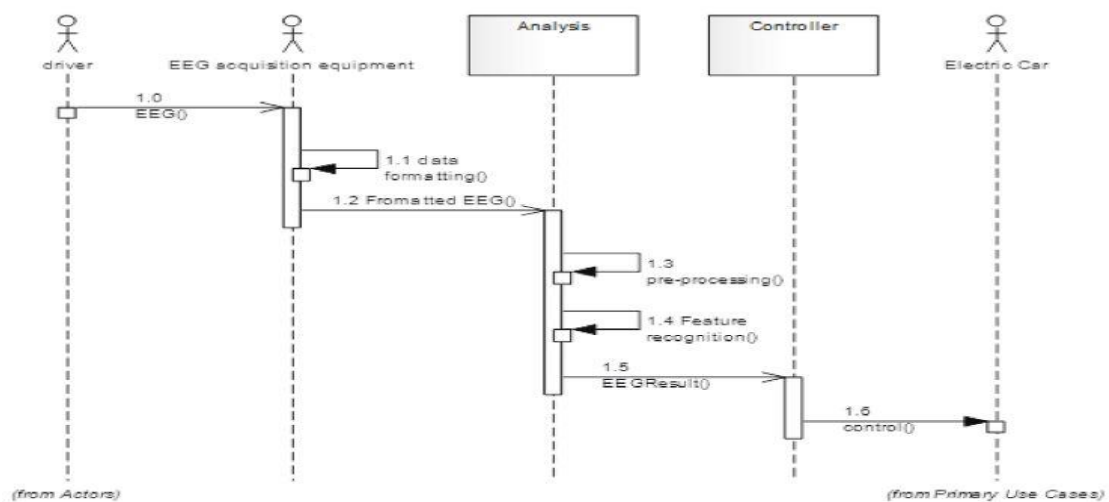 Analysis
Controller
driver
EEG acquisition equipment
Electric Car
1.0
EEG()
1.1 data
formatting()
1.2 Fromatted EEG()
1.3
pre-processing()
1.4 Feature
recognition()
1.5
EEGResult()
1.6
control()
(from Actors)
(from Primary Use Cases)